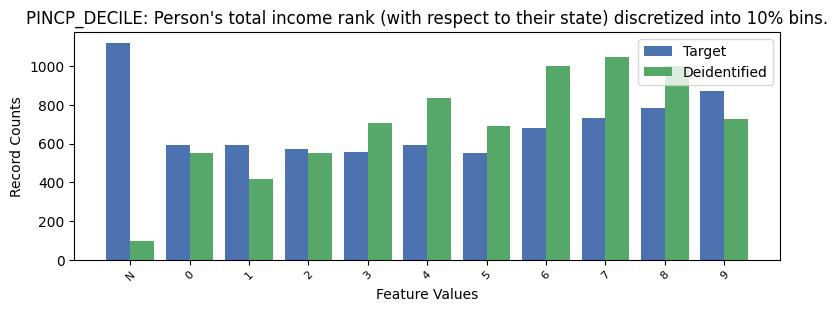 PINCP_DECILE: Person's total income rank (with respect to their state) discretized into 10% bins.
Target
Deidentified
Record Counts
1000
800
600
400
200
0
N 0 1 2 3 4 5 6 7 8 9
Feature Values